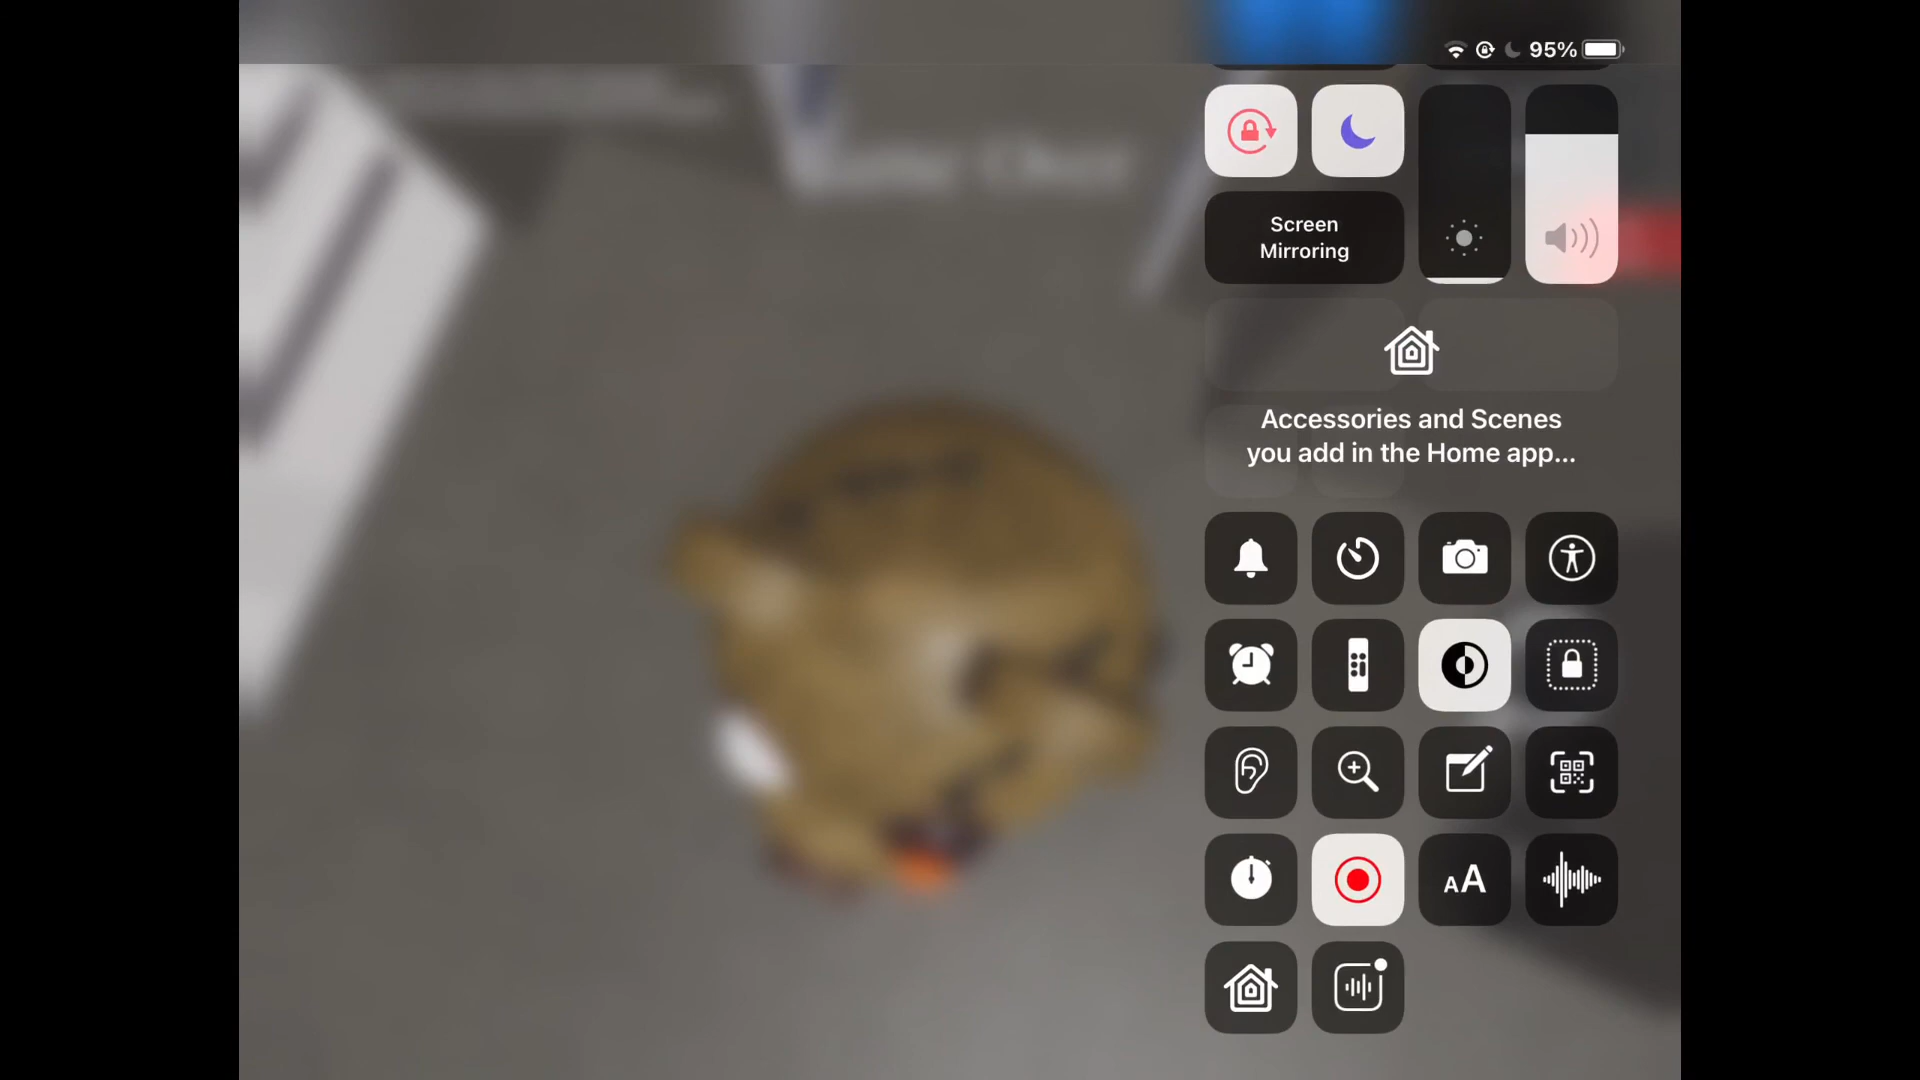 95%
Screen
Mirroring
Accessories and Scenes
you add in the Home app...
AA